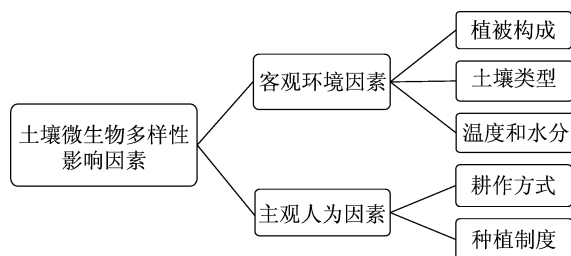 土壤微生物多样性
影响因素
客观环境因素
植被构成
土壤类型
温度和水分
主观人为因素
耕作方式
种植制度